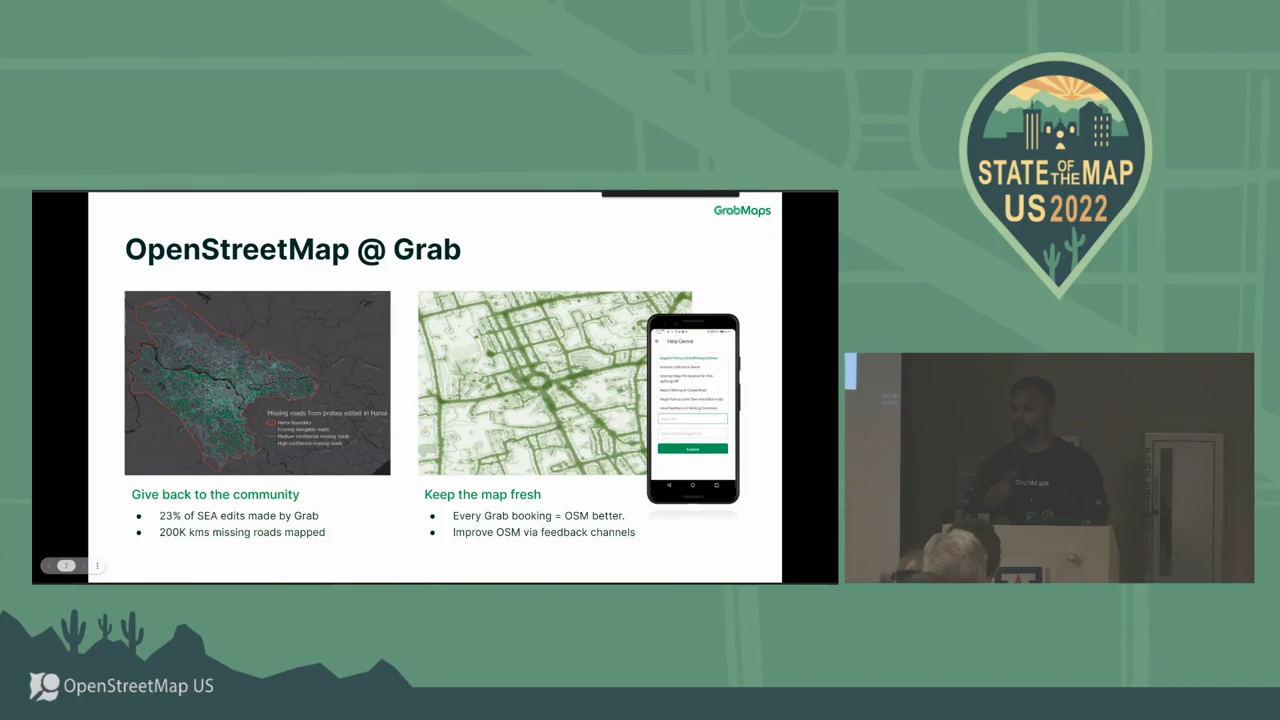 GrabMaps
OpenStreetMap @ Grab
Missing roads from probes edited in Hanoi
Hanoi boundary
Existing navigable roads
Medium confidence missing roads
High confidence missing roads
Help Centre
Submit
Give back to the community
● 23% of SEA edits made by Grab
● 200K kms missing roads mapped
Keep the map fresh
● Every Grab booking = OSM better.
● Improve OSM via feedback channels
7
STATE OF THE MAP
US 2022
GrabMaps
OpenStreetMap US